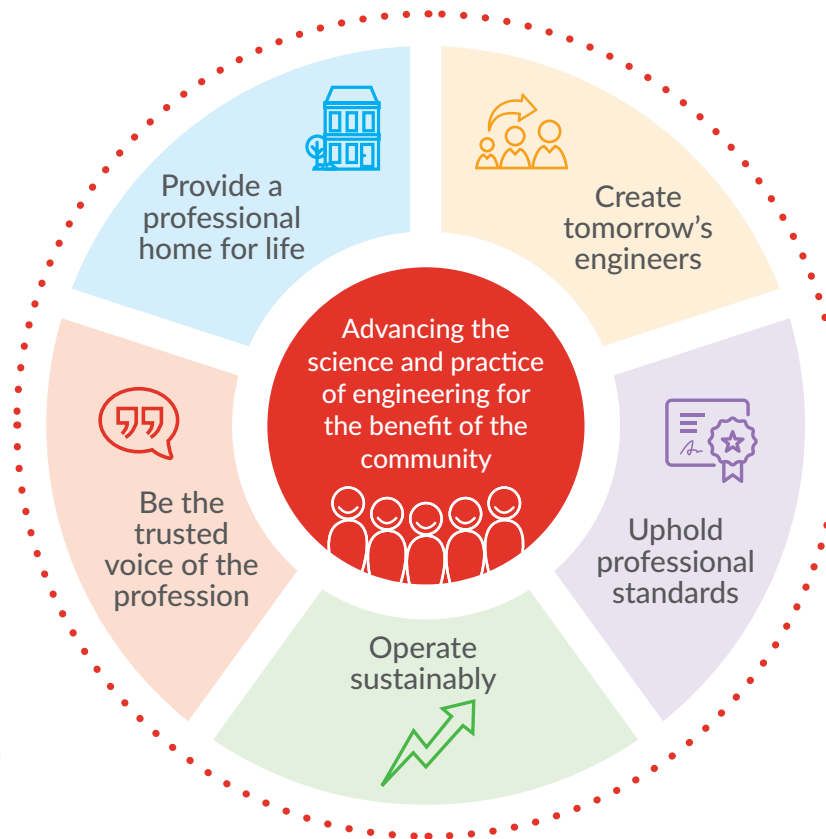 Provide a
professional
home for life
Create
tomorrow’s
engineers
Advancing the
science and practice
of engineering for
the benefit of the
community
Be the
trusted
voice of the
profession
Uphold
professional
standards
Operate
sustainably